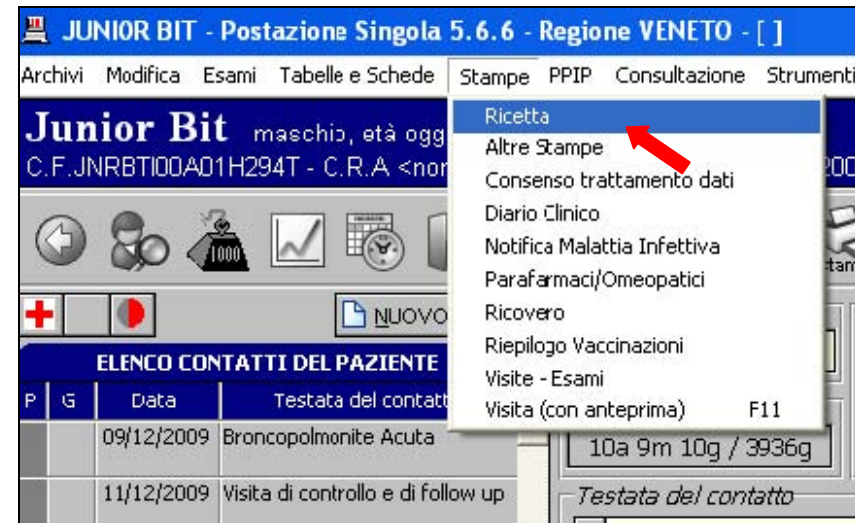 JUNIOR BIT - Postazione Singola 5.6.6 - Regione VENETO - [ ]
Archivi Modifica Esami Tabelle e Schede Stampe PPIP Consultazione Strumenti
Junior Bit maschio, età ogg
C.F.JNRBTI00A01H294T - C.R.A <nor
Ricetta
Altre Stampe
Consenso trattamento dati
Diario Clinico
Notifica Malattia Infettiva
Parafarmaci/Omeopatici
Ricovero
Riepilogo Vaccinazioni
Visite - Esami
Visita (con anteprima) F11
1000
NUOVO
ELENCO CONTATTI DEL PAZIENTE
P G Data Testata del contatt
09/12/2009 Broncopolmonite Acuta
10a 9m 10g / 3936g
11/12/2009 Visita di controllo e di follow up
Testata del contatto